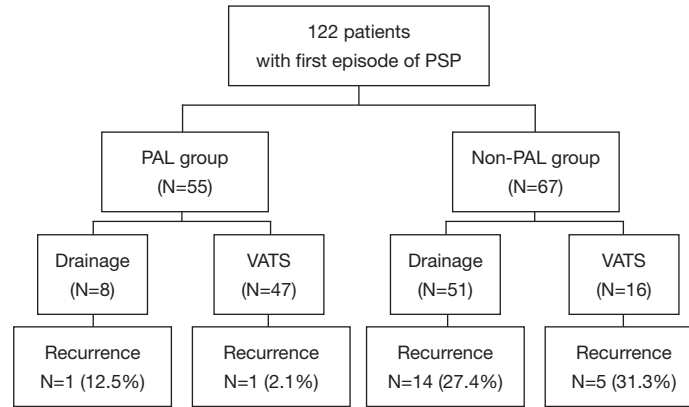 122 patients
with first episode of PSP
PAL group
(N=55)
Non-PAL group
(N=67)
Drainage
(N=8)
VATS
(N=47)
Drainage
(N=51)
VATS
(N=16)
Recurrence
N=1 (12.5%)
Recurrence
N=1 (2.1%)
Recurrence
N=14 (27.4%)
Recurrence
N=5 (31.3%)